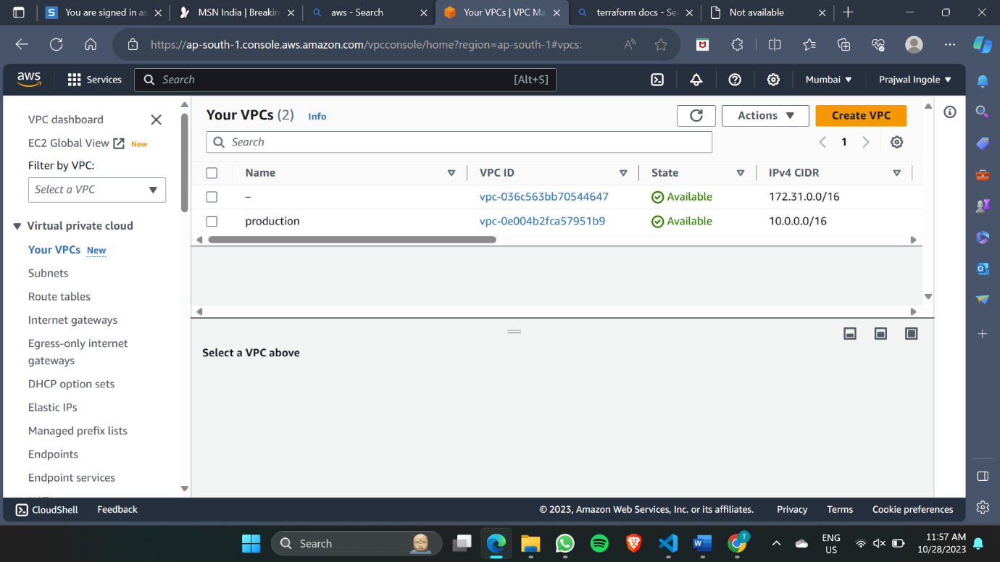 You are signed in as
MSN India | Breakin
aws - Search
Your VPCs | VPC Ma
terraform docs - Se
Not available
https://ap-south-1.console.aws.amazon.com/vpcconsole/home?region=ap-south-1#vpcs:
aws
Services
Search
[Alt+S]
Mumbai
Prajwal Ingole
VPC dashboard
EC2 Global View New
Filter by VPC:
Select a VPC
Virtual private cloud
Your VPCs New
Subnets
Route tables
Internet gateways
Egress-only internet
gateways
DHCP option sets
Elastic IPs
Managed prefix lists
Endpoints
Endpoint services
Your VPCs (2) Info
Actions
Create VPC
Search
1
Name VPC ID State IPv4 CIDR
– vpc-036c563bb70544647 Available 172.31.0.0/16
production vpc-0e004b2fca57951b9 Available 10.0.0.0/16
Select a VPC above
CloudShell Feedback © 2023, Amazon Web Services, Inc. or its affiliates. Privacy Terms Cookie preferences
Search
ENG
US
11:57 AM
10/28/2023